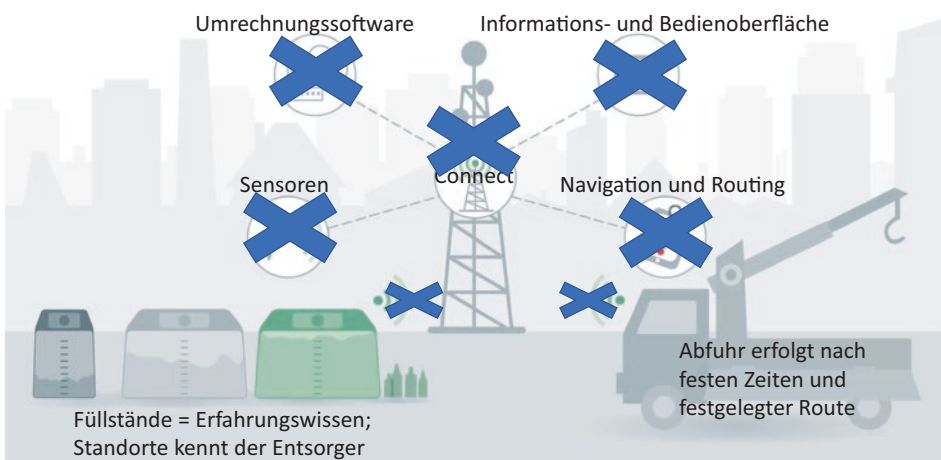 Umrechnungssoftware
Informations- und Bedienoberfläche
Connect
Sensoren
Navigation und Routing
Abfuhr erfolgt nach
festen Zeiten und
festgelegter Route
Füllstände = Erfahrungswissen;
Standorte kennt der Entsorger